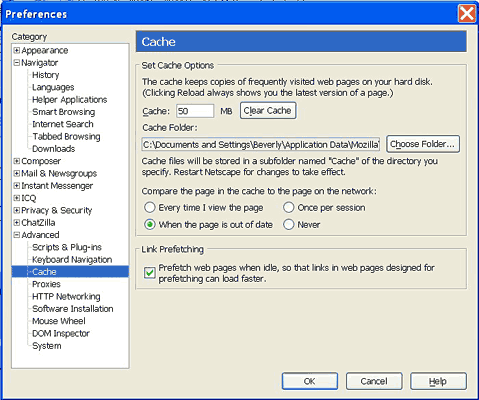 Preferences
Category
Appearance
Navigator
History
Languages
Helper Applications
Smart Browsing
Internet Search
Tabbed Browsing
Downloads
Composer
Mail & Newsgroups
Instant Messenger
ICQ
Privacy & Security
ChatZilla
Advanced
Scripts & Plug-ins
Keyboard Navigation
Cache
Proxies
HTTP Networking
Software Installation
Mouse Wheel
DOM Inspector
System
Cache
Set Cache Options
The cache keeps copies of frequently visited web pages on your hard disk.
(Clicking Reload always shows you the latest version of a page.)
Cache: 50 MB Clear Cache
Cache Folder:
C:\Documents and Settings\Beverly\Application Data\Mozilla\ Choose Folder...
Cache files will be stored in a subfolder named "Cache" of the directory you
specify. Restart Netscape for changes to take effect.
Compare the page in the cache to the page on the network:
Every time I view the page Once per session
When the page is out of date Never
Link Prefetching
Prefetch web pages when idle, so that links in web pages designed for
prefetching can load faster.
OK Cancel Help